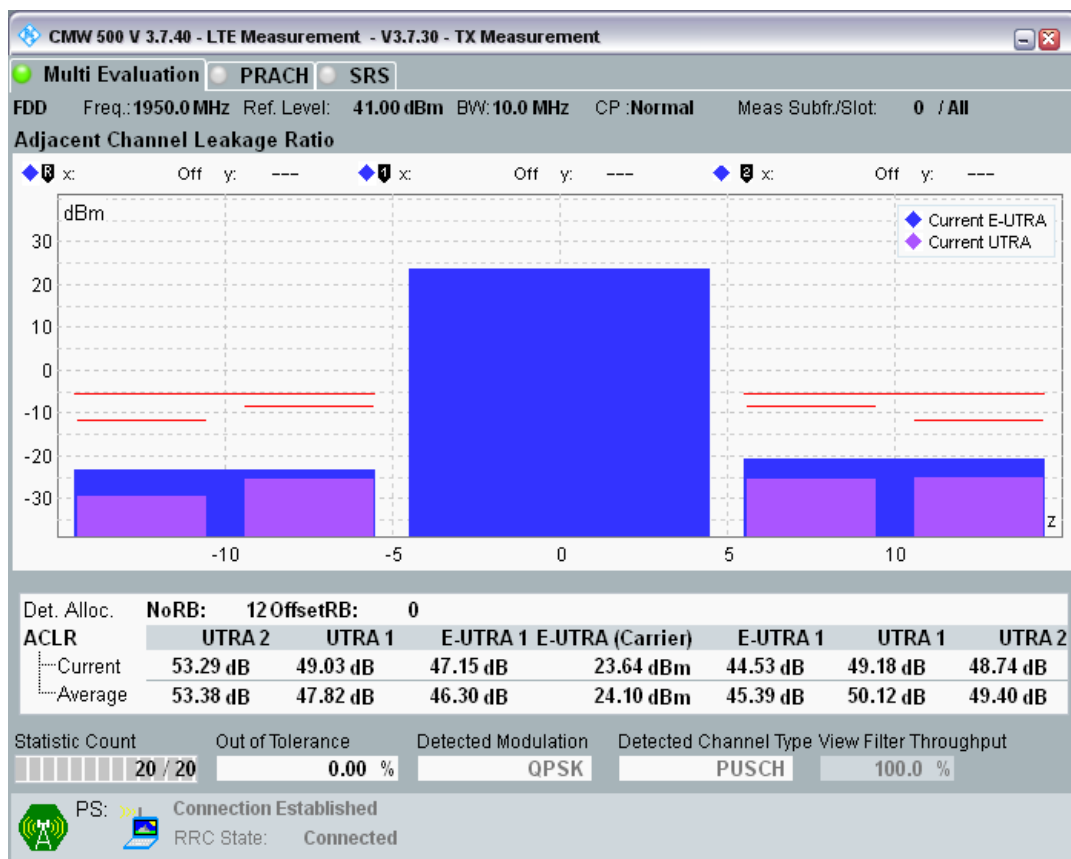 CMW 500 V 3.7.40 - LTE Measurement - V3.7.30 - TX Measurement
Multi Evaluation PRACH SRS
FDD Freq.: 1950.0 MHz Ref. Level: 41.00 dBm BW: 10.0 MHz CP :Normal Meas Subfr./Slot: 0 / All
Adjacent Channel Leakage Ratio
R x: Off y: --- 1 x: Off y: --- 2 x: Off y: ---
dBm
Current E-UTRA
Current UTRA
30
20
10
0
-10
-20
-30
z
-10 -5 0 5 10
Det. Alloc. NoRB: 12 OffsetRB: 0
ACLR UTRA 2 UTRA 1 E-UTRA 1 E-UTRA (Carrier) E-UTRA 1 UTRA 1 UTRA 2
Current 53.29 dB 49.03 dB 47.15 dB 23.64 dBm 44.53 dB 49.18 dB 48.74 dB
Average 53.38 dB 47.82 dB 46.30 dB 24.10 dBm 45.39 dB 50.12 dB 49.40 dB
Statistic Count Out of Tolerance Detected Modulation Detected Channel Type View Filter Throughput
20 / 20 0.00 % QPSK PUSCH 100.0 %
PS: Connection Established
RRC State: Connected